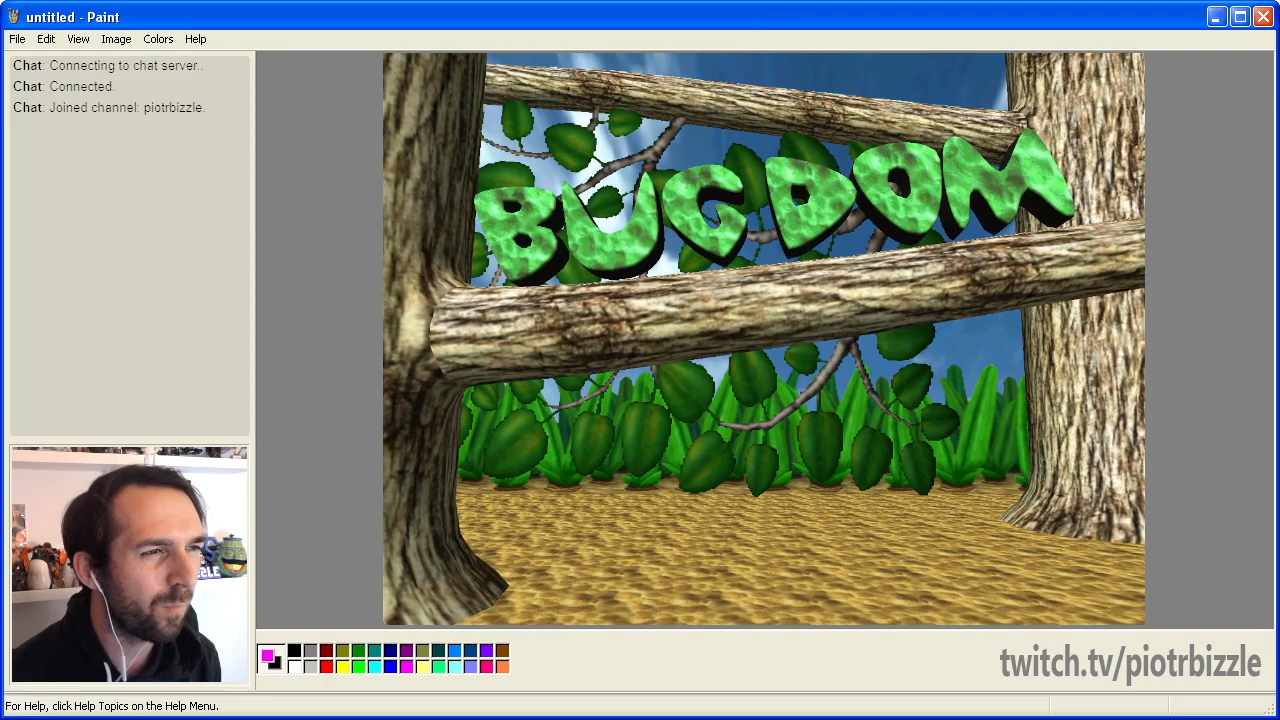 untitled - Paint
File Edit View Image Colors Help
Chat: Connecting to chat server..
Chat: Connected.
Chat: Joined channel: piotrbizzle.
BUGDOM
twitch.tv/piotrbizzle
For Help, click Help Topics on the Help Menu.